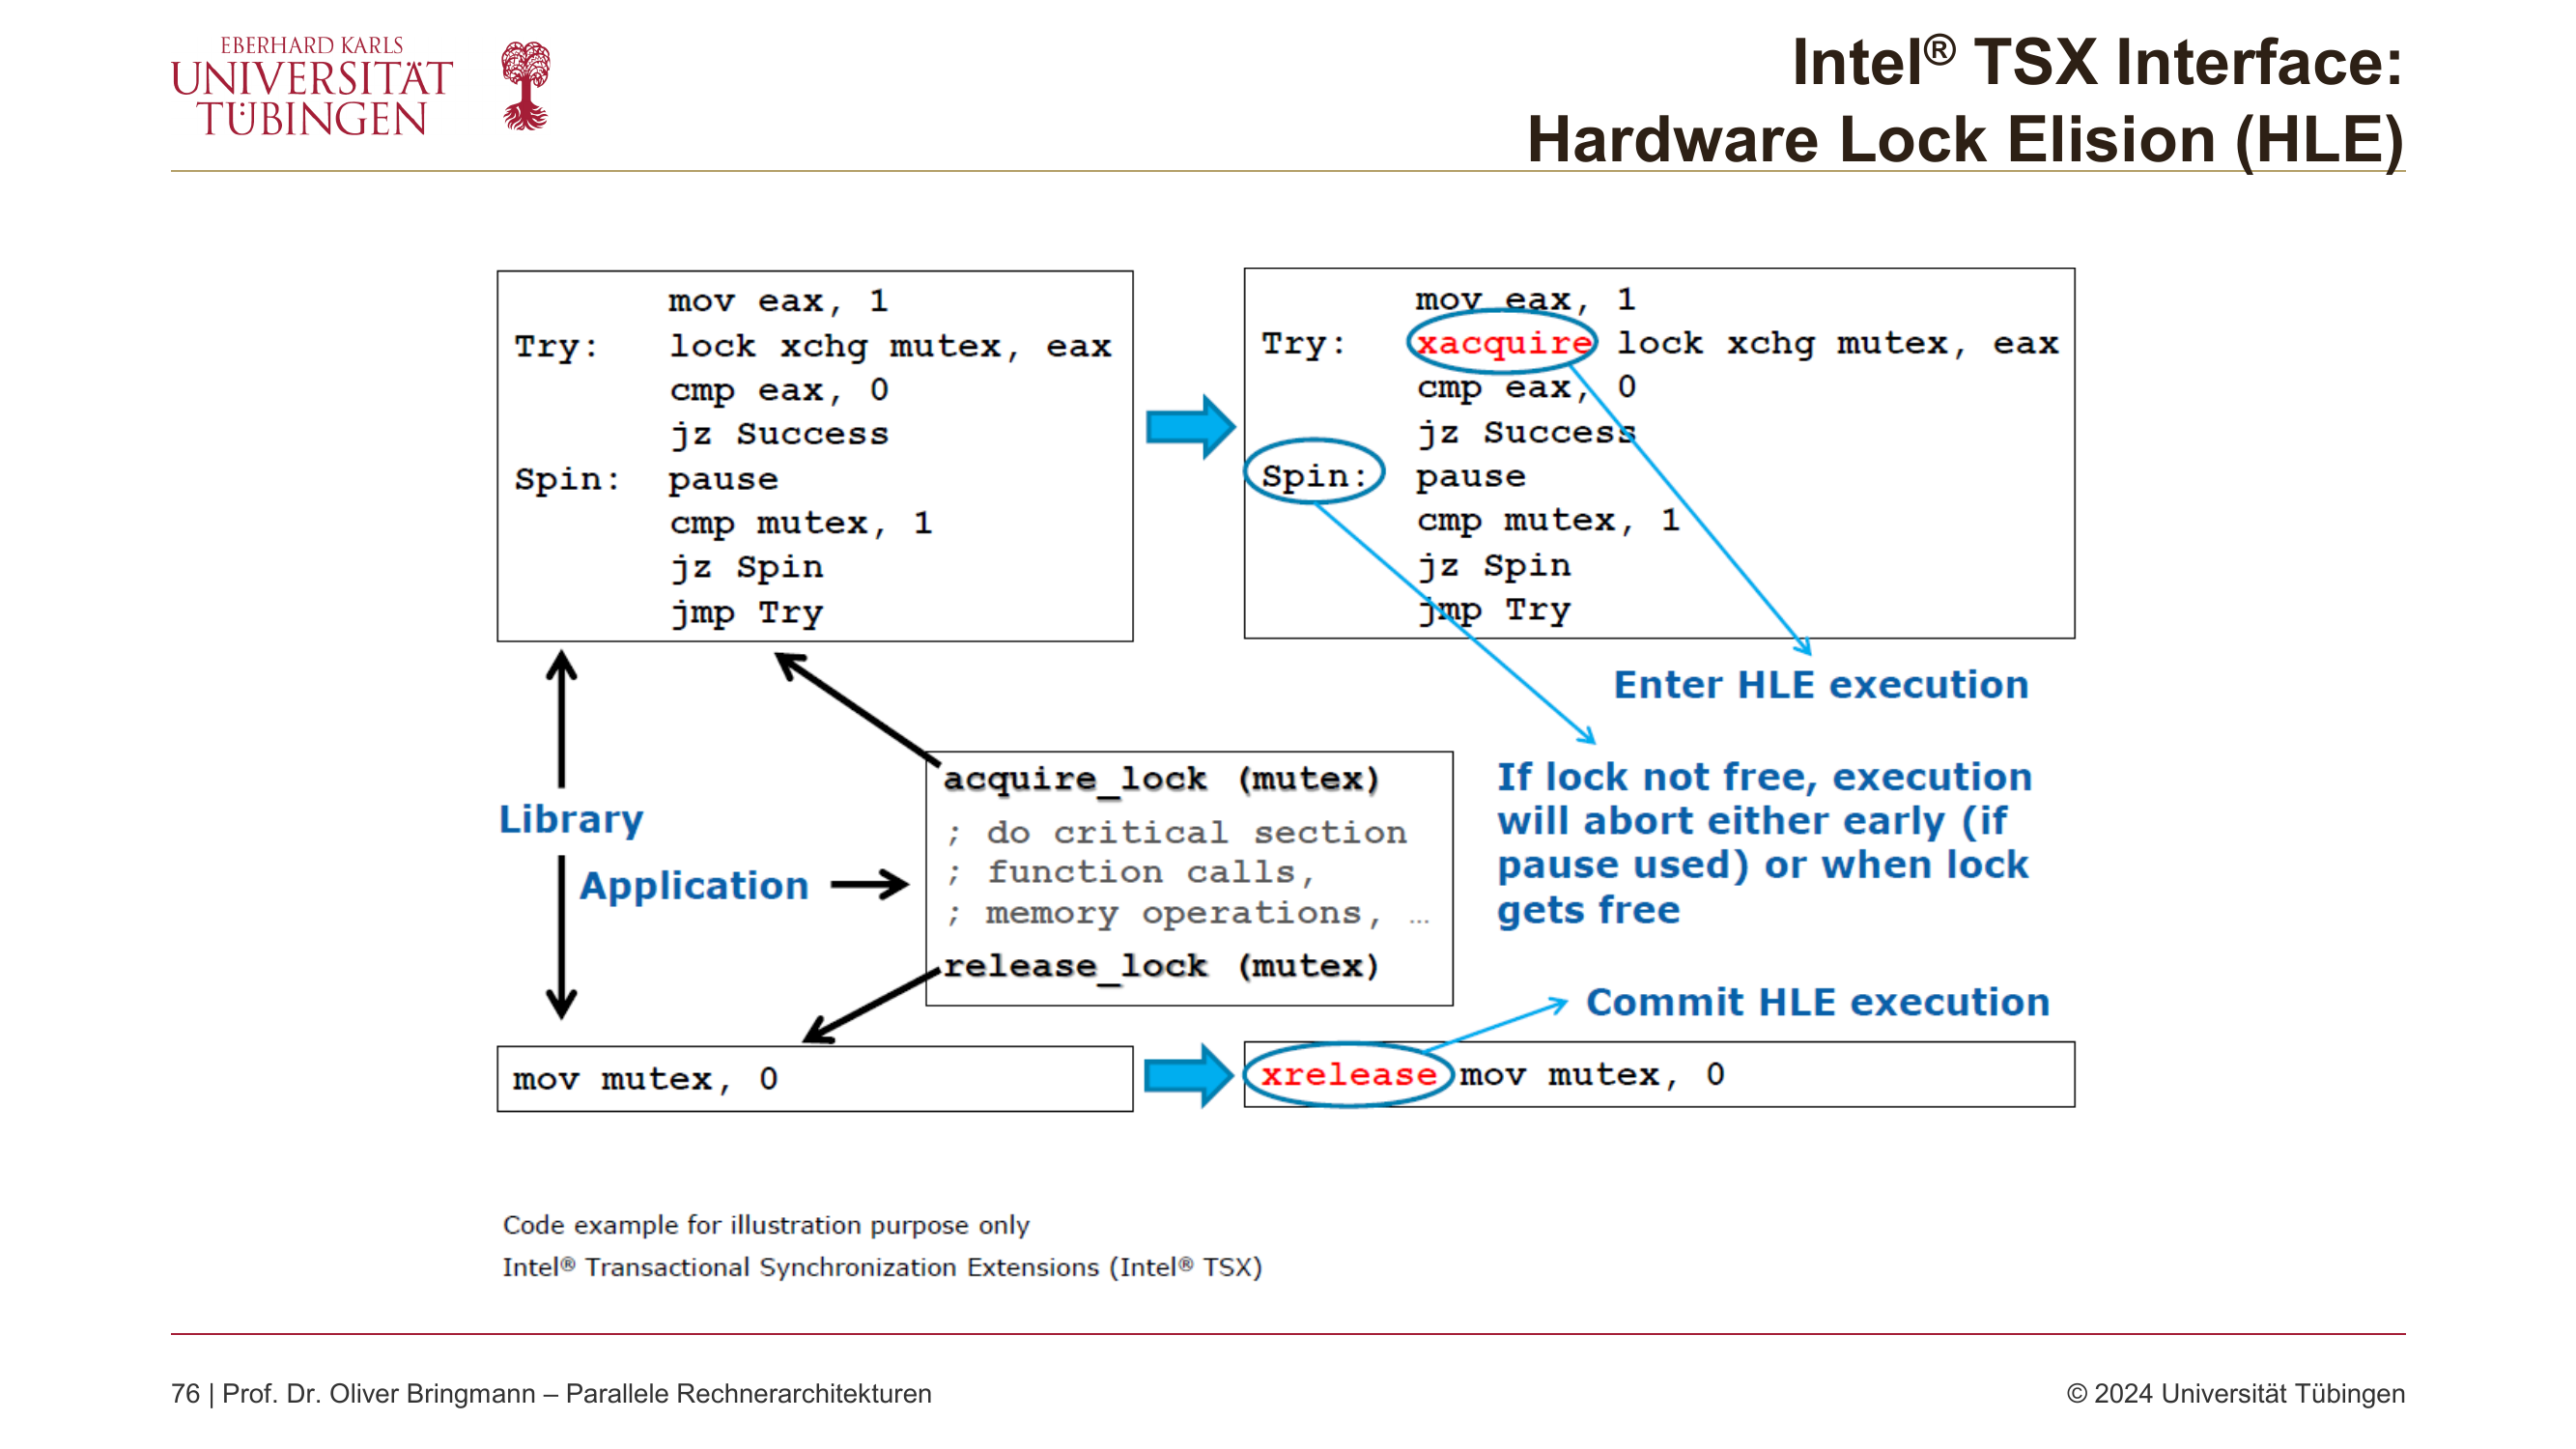 EBERHARD KARLS
UNIVERSITÄT
TÜBINGEN
Intel® TSX Interface:
Hardware Lock Elision (HLE)
mov eax, 1
Try: lock xchg mutex, eax
cmp eax, 0
jz Success
Spin: pause
cmp mutex, 1
jz Spin
jmp Try
mov eax, 1
Try: xacquire lock xchg mutex, eax
cmp eax, 0
jz Success
Spin: pause
cmp mutex, 1
jz Spin
jmp Try
Enter HLE execution
If lock not free, execution
will abort either early (if
pause used) or when lock
gets free
Library
Application
acquire_lock (mutex)
; do critical section
; function calls,
; memory operations, …
release_lock (mutex)
Commit HLE execution
mov mutex, 0
xrelease mov mutex, 0
Code example for illustration purpose only
Intel® Transactional Synchronization Extensions (Intel® TSX)
76 | Prof. Dr. Oliver Bringmann – Parallele Rechnerarchitekturen
© 2024 Universität Tübingen